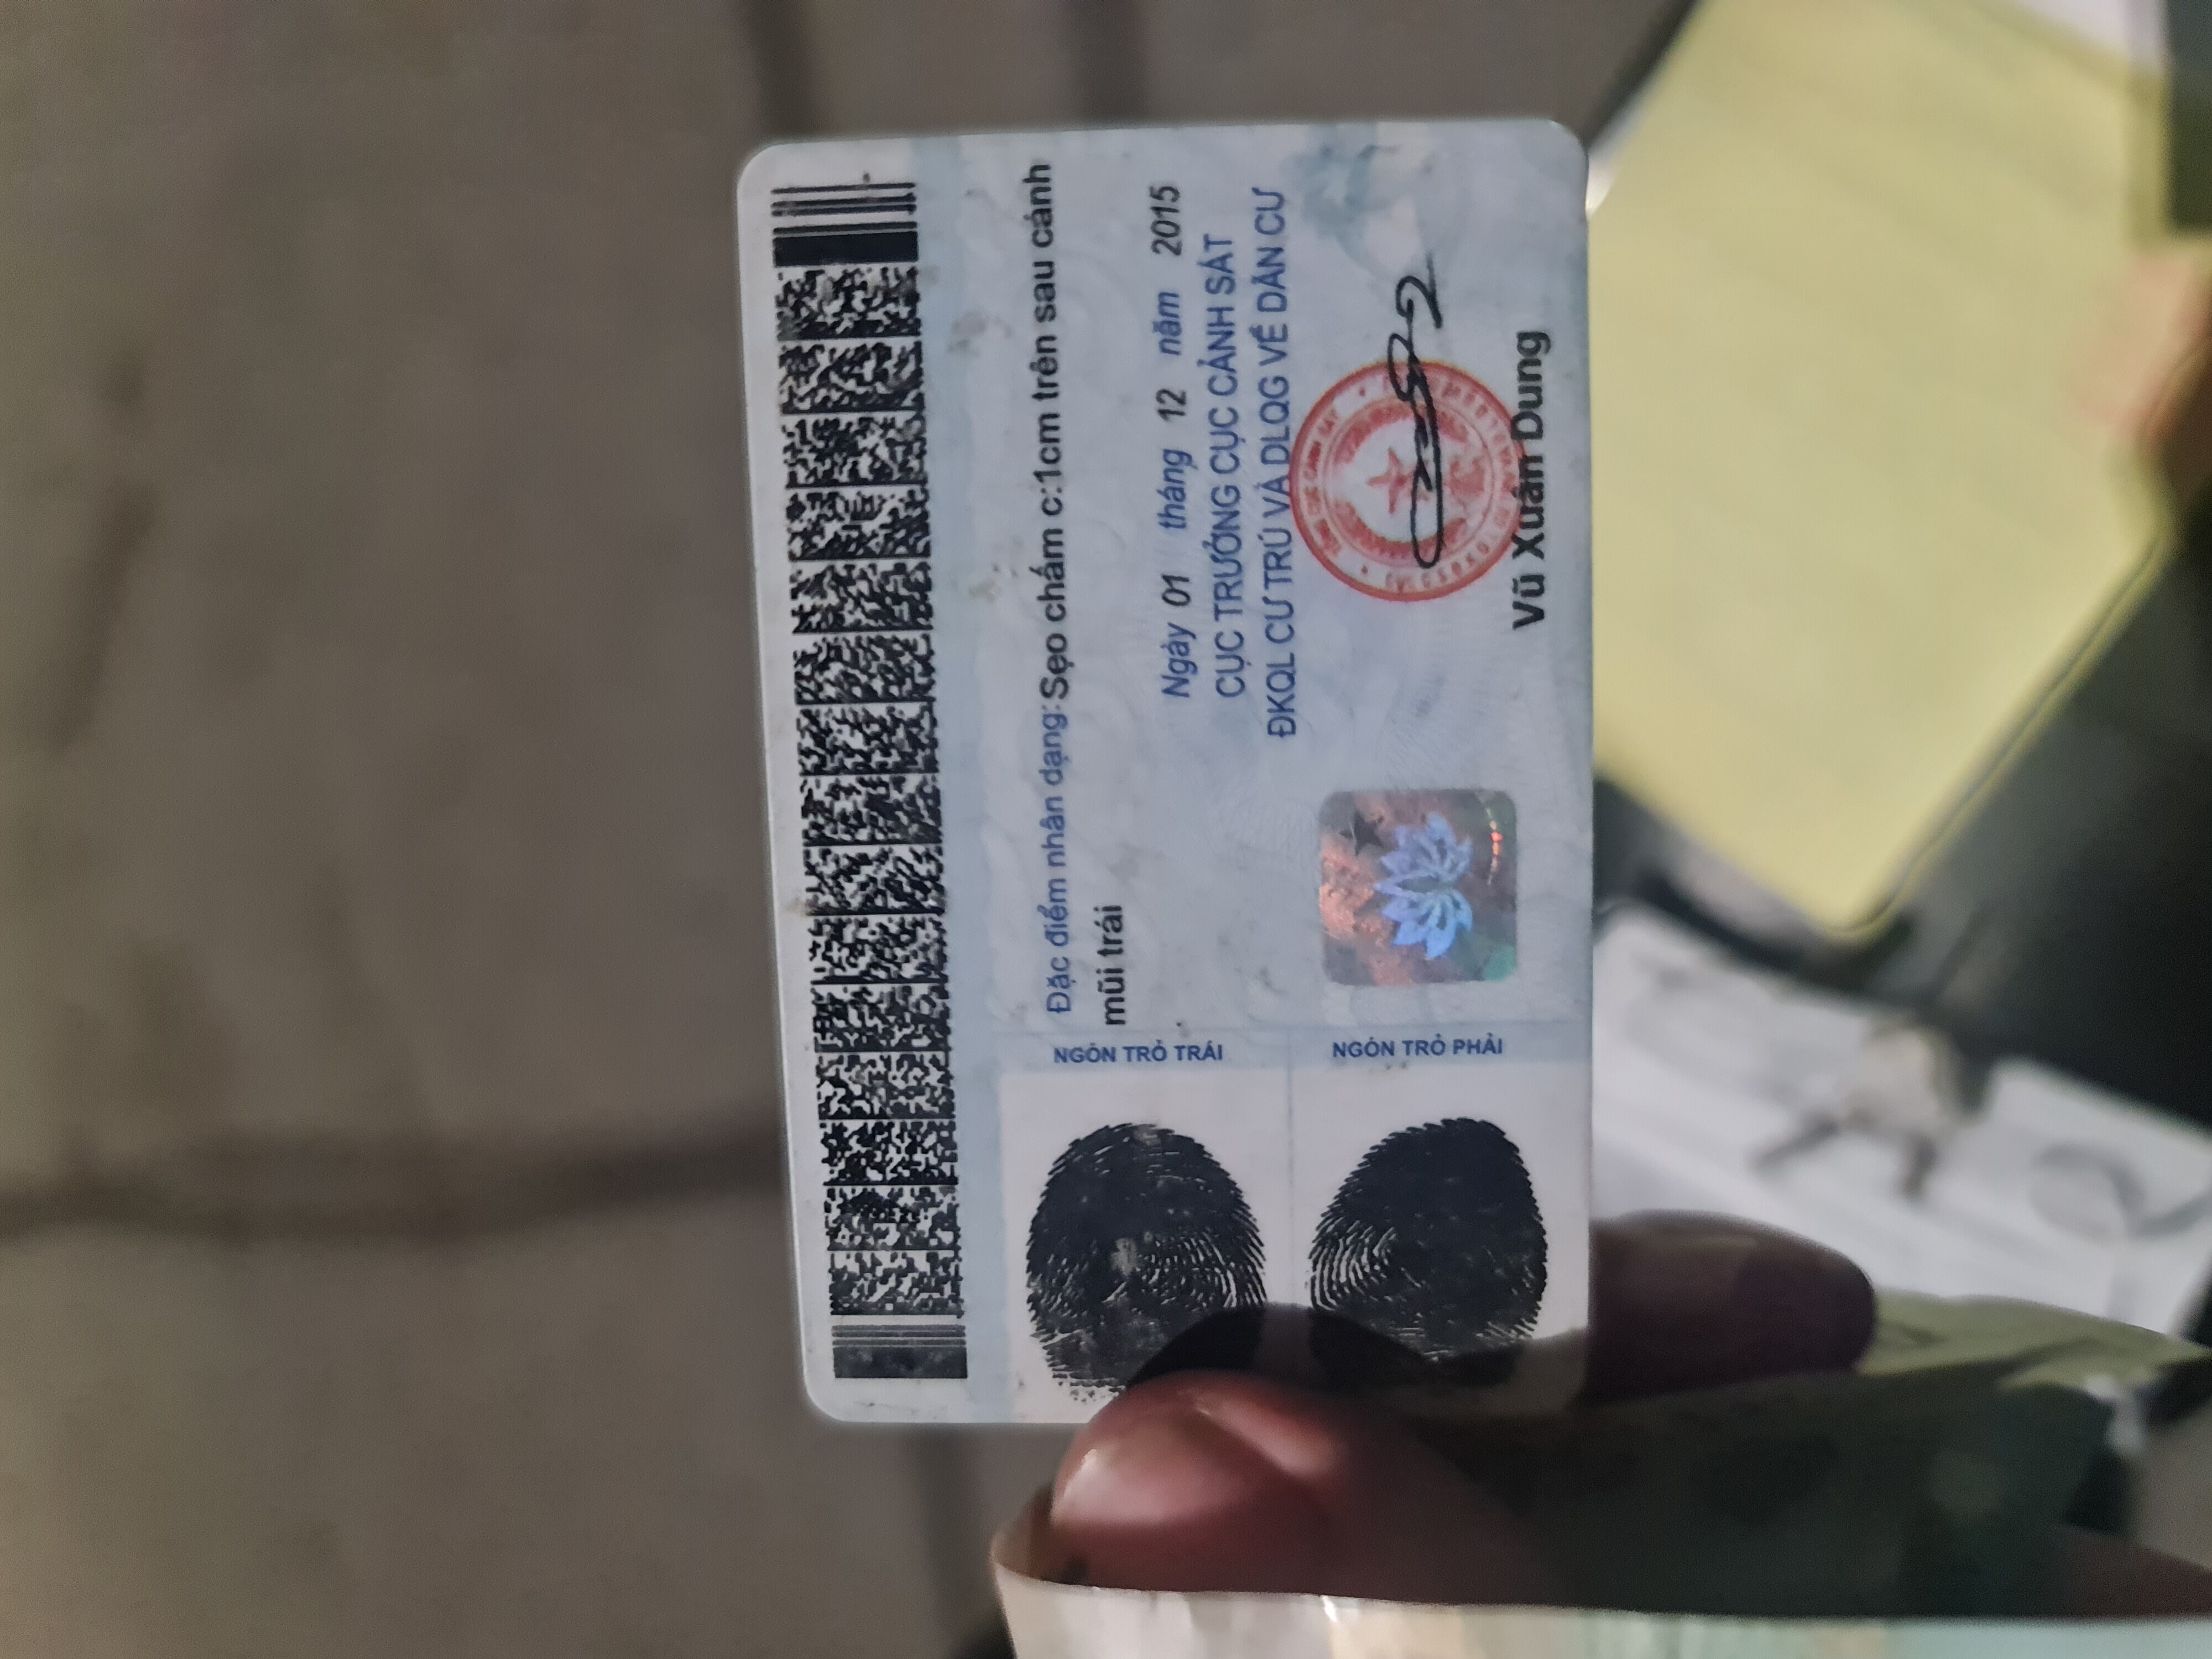 Đặc điểm nhân dạng: Sẹo chấm c:1cm trên sau cánh
mũi trái
Ngày 01 tháng 12 năm 2015
CỤC TRƯỞNG CỤC CẢNH SÁT
ĐKQL CƯ TRÚ VÀ DLQG VỀ DÂN CƯ
Vũ Xuân Dung
NGÓN TRỎ TRÁI
NGÓN TRỎ PHẢI